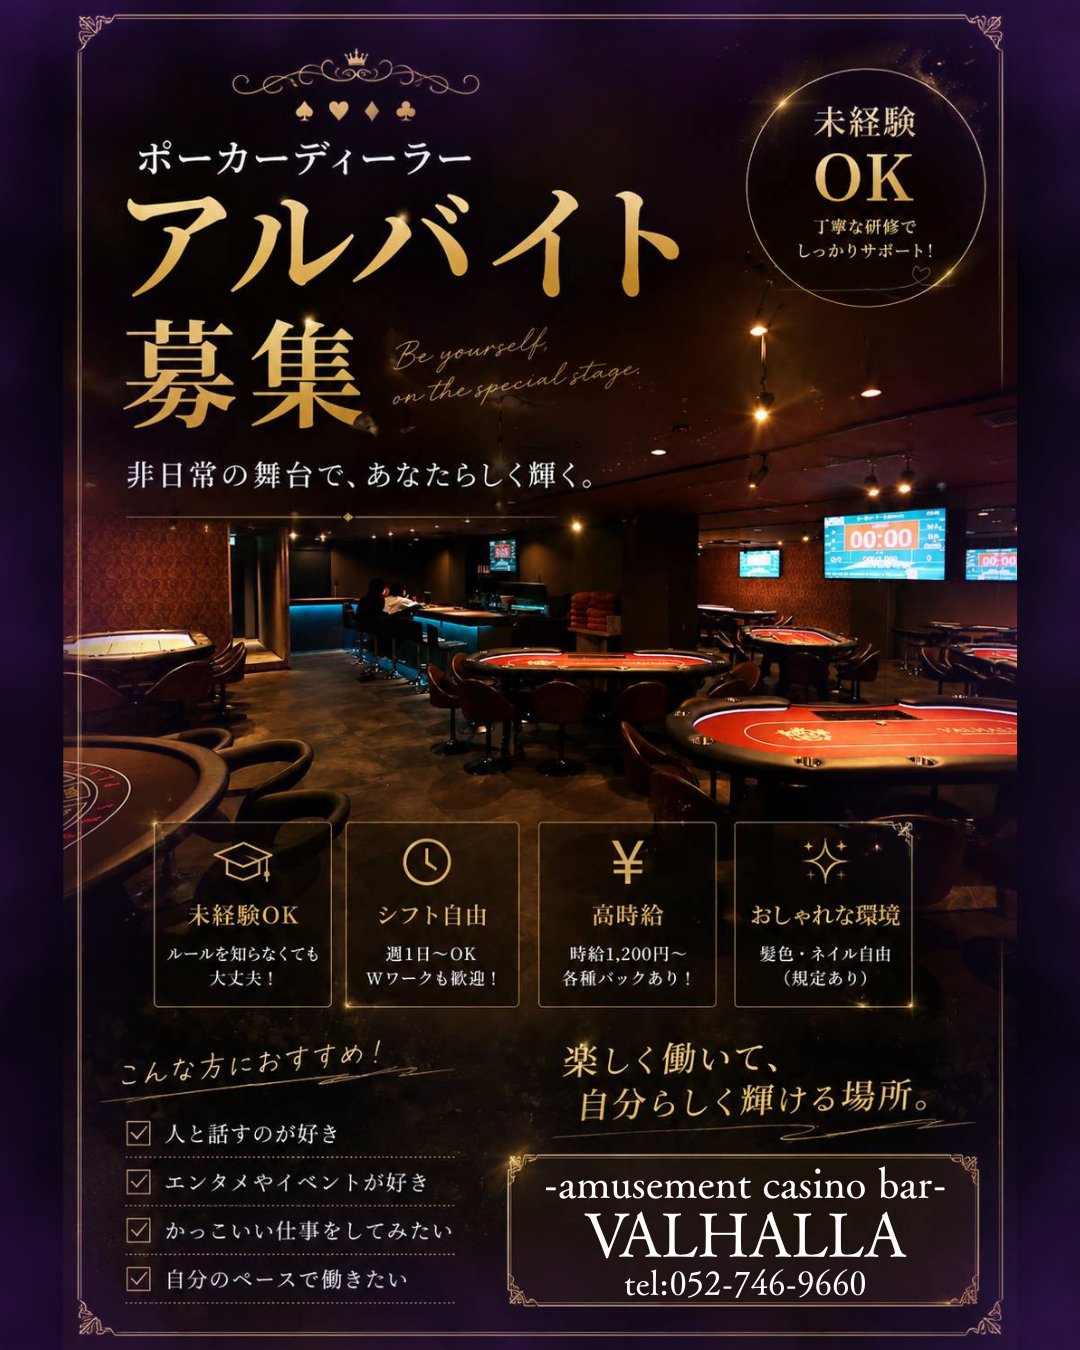 ポーカーディーラー
アルバイト
募集
Be yourself,
on the special stage.
非日常の舞台で、あなたらしく輝く。
未経験
OK
丁寧な研修で
しっかりサポート!
00:00
VALHALL
未経験OK
ルールを知らなくても
大丈夫！
シフト自由
週1日～OK
Wワークも歓迎！
¥
高時給
時給1,200円～
各種バックあり！
おしゃれな環境
髪色・ネイル自由
（規定あり）
こんな方におすすめ！
人と話すのが好き
エンタメやイベントが好き
かっこいい仕事をしてみたい
自分のペースで働きたい
楽しく働いて、
自分らしく輝ける場所。
-amusement casino bar-
VALHALLA
tel:052-746-9660